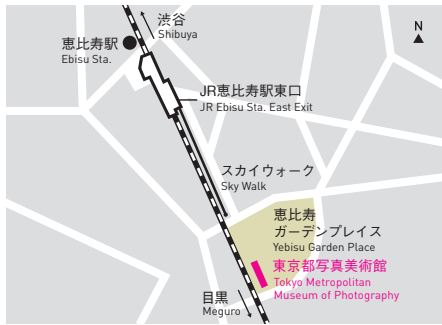 渋谷
Shibuya
N
恵比寿駅
Ebisu Sta.
JR恵比寿駅東口
JR Ebisu Sta. East Exit
スカイウォーク
Sky Walk
恵比寿
ガーデンプレイス
Yebisu Garden Place
東京都写真美術館
Tokyo Metropolitan
Museum of Photography
目黒
Meguro